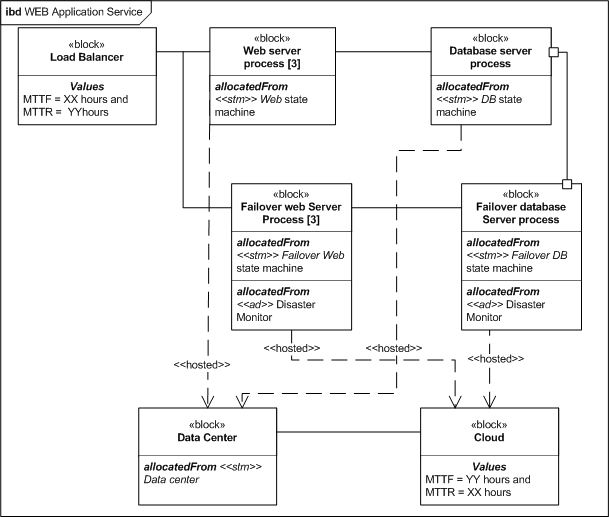 ibd WEB Application Service
«block»
Load Balancer
Values
MTTF = XX hours and
MTTR =  YYhours
«block»
Web server
process [3]
allocatedFrom
<<stm>> Web state
machine
«block»
Database server
process
allocatedFrom
<<stm>> DB state
machine
«block»
Failover web Server
Process [3]
allocatedFrom
<<stm>> Failover Web
state machine
allocatedFrom
<<ad>> Disaster
Monitor
«block»
Failover database
Server process
allocatedFrom
<<stm>> Failover DB
state machine
allocatedFrom
<<ad>> Disaster
Monitor
<<hosted>>
<<hosted>>
<<hosted>>
<<hosted>>
«block»
Data Center
allocatedFrom <<stm>>
Data center
«block»
Cloud
Values
MTTF = YY hours and
MTTR = XX hours